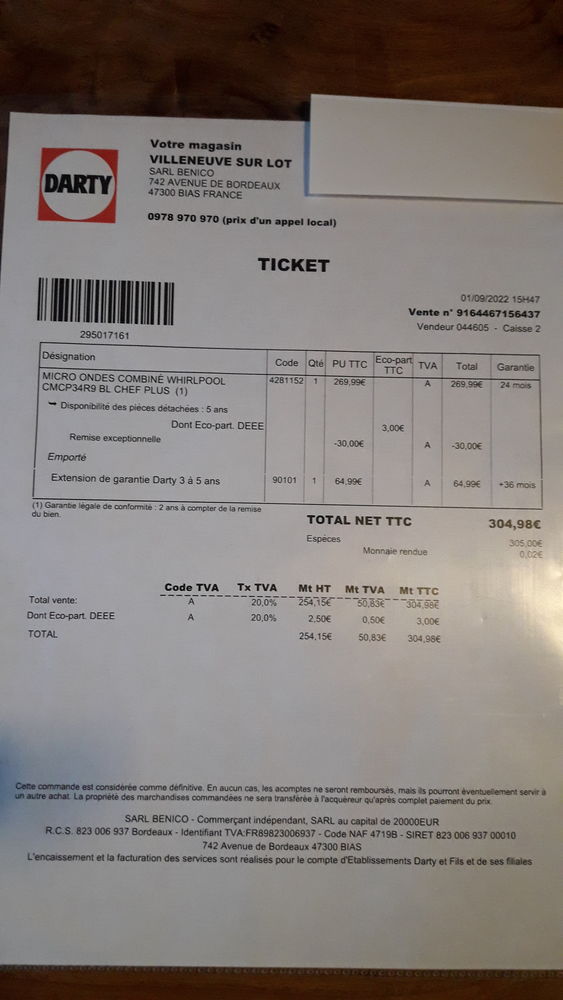 DARTY
Votre magasin
VILLENEUVE SUR LOT
SARL BENICO
742 AVENUE DE BORDEAUX
47300 BIAS FRANCE
0978 970 970 (prix d'un appel local)
TICKET
295017161
01/09/2022 15H47
Vente n° 9164467156437
Vendeur 044605 - Caisse 2
Désignation Code Qté PU TTC Eco-part TTC TVA Total Garantie
MICRO ONDES COMBINÉ WHIRLPOOL 4281152 1 269,99€ A 269,99€ 24 mois
CMCP34R9 BL CHEF PLUS (1)
Disponibilité des pièces détachées : 5 ans
Dont Eco-part. DEEE 3,00€
Remise exceptionnelle -30,00€ A -30,00€
Emporté
Extension de garantie Darty 3 à 5 ans 90101 1 64,99€ A 64,99€ +36 mois
(1) Garantie légale de conformité : 2 ans à compter de la remise
du bien.
TOTAL NET TTC 304,98€
Espèces 305,00€
Monnaie rendue 0,02€
Code TVA Tx TVA Mt HT Mt TVA Mt TTC
Total vente: A 20,0% 254,15€ 50,83€ 304,98€
Dont Eco-part. DEEE A 20,0% 2,50€ 0,50€ 3,00€
TOTAL 254,15€ 50,83€ 304,98€
Cette commande est considérée comme définitive. En aucun cas, les acomptes ne seront remboursés, mais ils pourront éventuellement servir à
un autre achat. La propriété des marchandises commandées ne sera transférée à l'acquéreur qu'après complet paiement du prix.
SARL BENICO - Commerçant indépendant, SARL au capital de 20000EUR
R.C.S. 823 006 937 Bordeaux - Identifiant TVA:FR89823006937 - Code NAF 4719B - SIRET 823 006 937 00010
742 Avenue de Bordeaux 47300 BIAS
L'encaissement et la facturation des services sont réalisés pour le compte d'Etablissements Darty et Fils et de ses filiales